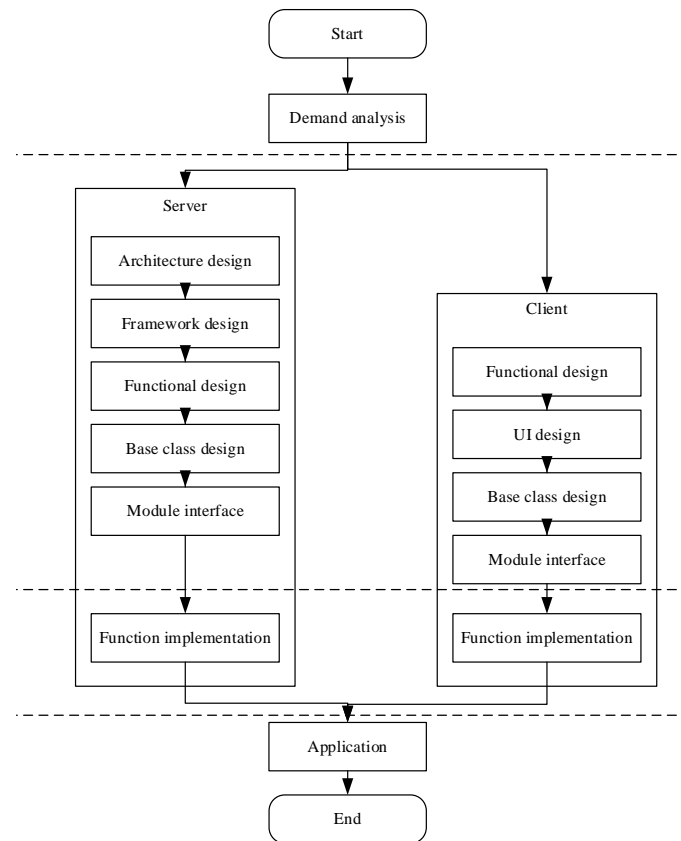 Start
Demand analysis
Server
Architecture design
Framework design
Functional design
Base class design
Module interface
Function implementation
Client
Functional design
UI design
Base class design
Module interface
Function implementation
Application
End